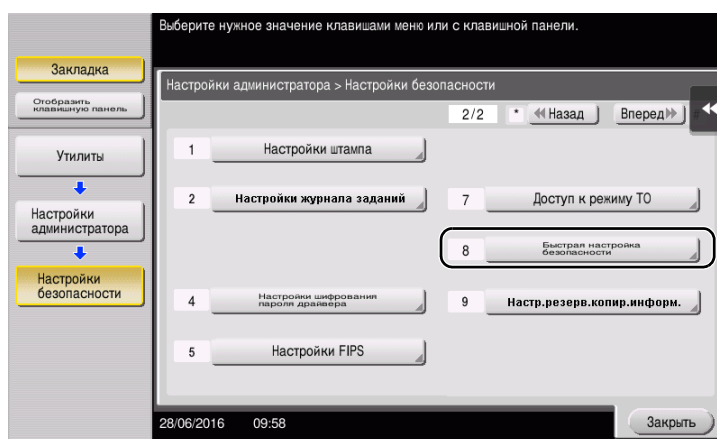 Выберите нужное значение клавишами меню или с клавишной панели.
Закладка
Отобразить
клавишную панель
Утилиты
Настройки
администратора
Настройки
безопасности
Настройки администратора > Настройки безопасности
2/2 * Назад Вперед
1 Настройки штампа
2 Настройки журнала заданий
7 Доступ к режиму ТО
8 Быстрая настройка
безопасности
4 Настройки шифрования
пароля драйвера
9 Настр.резерв.копир.информ.
5 Настройки FIPS
28/06/2016 09:58
Закрыть